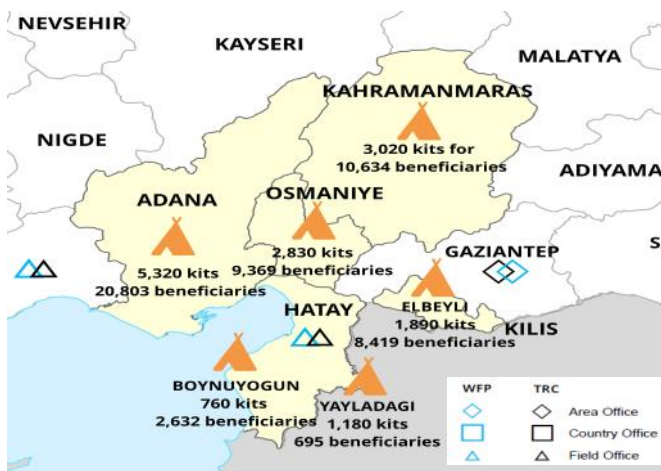 NEVSEHIR
KAYSERI
MALATYA
KAHRAMANMARAS
3,020 kits for
10,634 beneficiaries
NIGDE
ADIYAMA
ADANA
OSMANIYE
2,830 kits
9,369 beneficiaries
5,320 kits
20,803 beneficiaries
GAZIANTEP
S
HATAY
ELBEYLI
1,890 kits
8,419 beneficiaries
KILIS
BOYNUYOGUN
760 kits
2,632 beneficiaries
YAYLADAGI
1,180 kits
695 beneficiaries
WFP TRC
Area Office
Country Office
Field Office